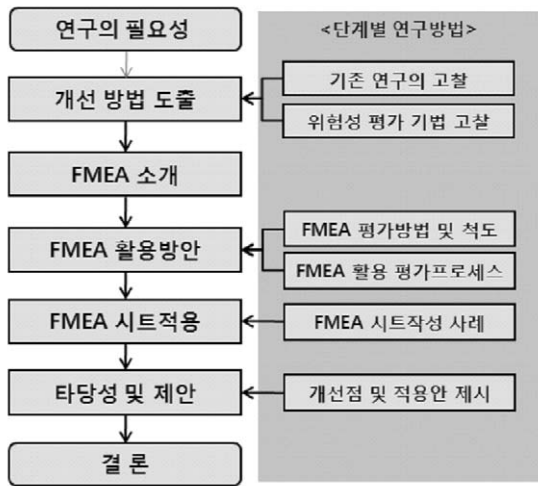 연구의 필요성
<단계별 연구방법>
개선 방법 도출
기존 연구의 고찰
위험성 평가 기법 고찰
FMEA 소개
FMEA 활용방안
FMEA 평가방법 및 척도
FMEA 활용 평가프로세스
FMEA 시트적용
FMEA 시트작성 사례
타당성 및 제안
개선점 및 적용안 제시
결 론